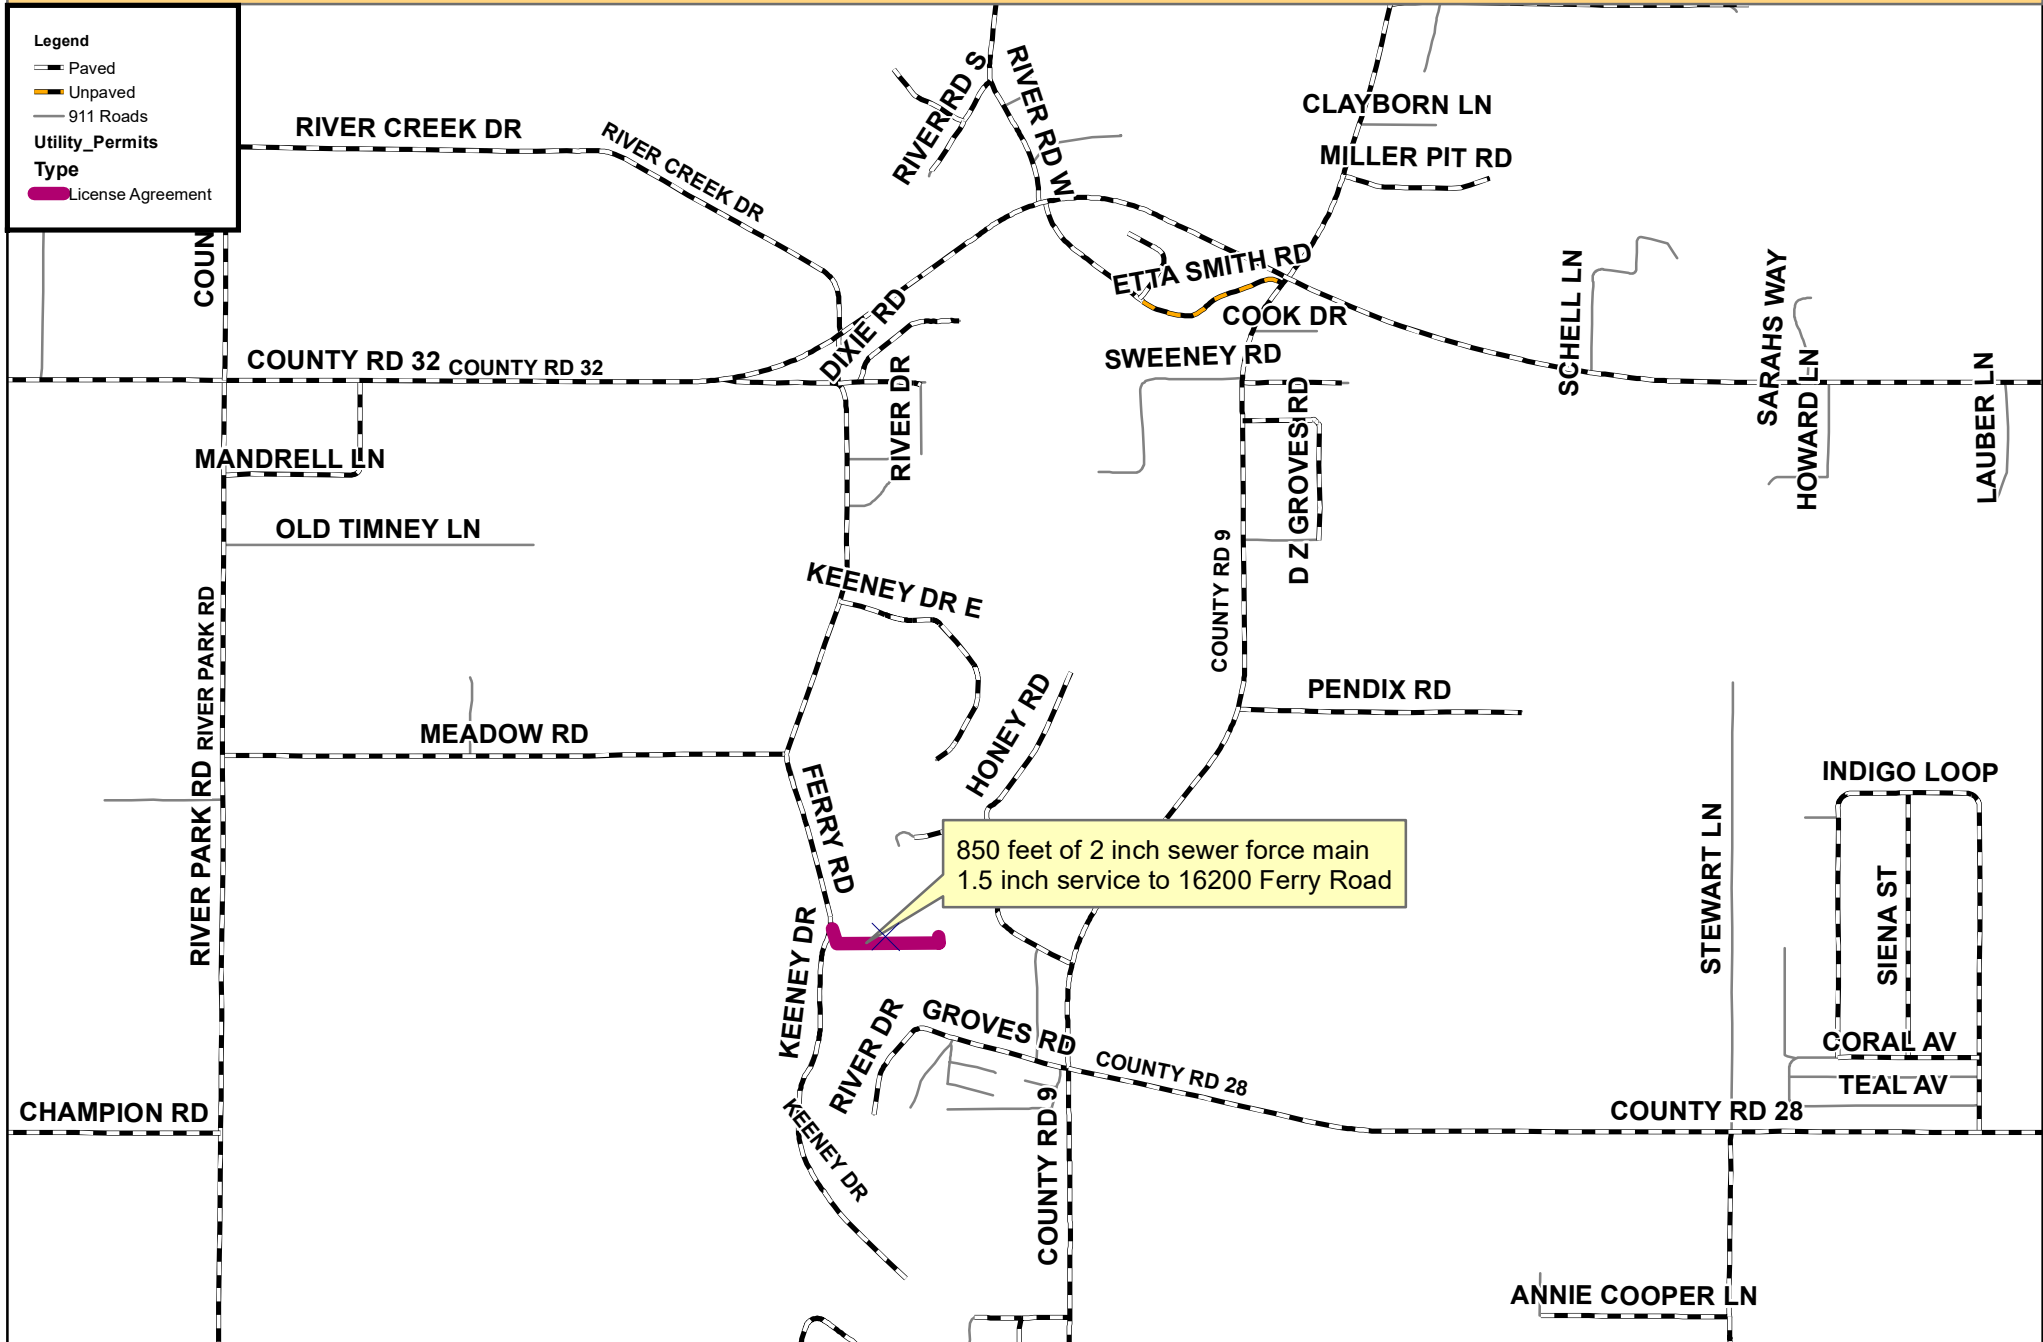 Legend
Paved
Unpaved
911 Roads
Utility_Permits
Type
License Agreement
RIVER CREEK DR
RIVER CREEK DR
RIVER RD S
RIVER RD W
CLAYBORN LN
MILLER PIT RD
COUN
ETTA SMITH RD
COOK DR
SWEENEY RD
DIXIE RD
COUNTY RD 32
COUNTY RD 32
RIVER DR
SCHELL LN
SARAHS WAY
HOWARD LN
LAUBER LN
MANDRELL LN
OLD TIMNEY LN
D Z GROVES RD
COUNTY RD 9
KEENEY DR E
RIVER PARK RD
RIVER PARK RD
MEADOW RD
HONEY RD
PENDIX RD
FERRY RD
850 feet of 2 inch sewer force main
1.5 inch service to 16200 Ferry Road
STEWART LN
INDIGO LOOP
SIENA ST
KEENEY DR
RIVER DR
GROVES RD
COUNTY RD 28
CORAL AV
TEAL AV
COUNTY RD 28
CHAMPION RD
KEENEY DR
COUNTY RD 9
ANNIE COOPER LN